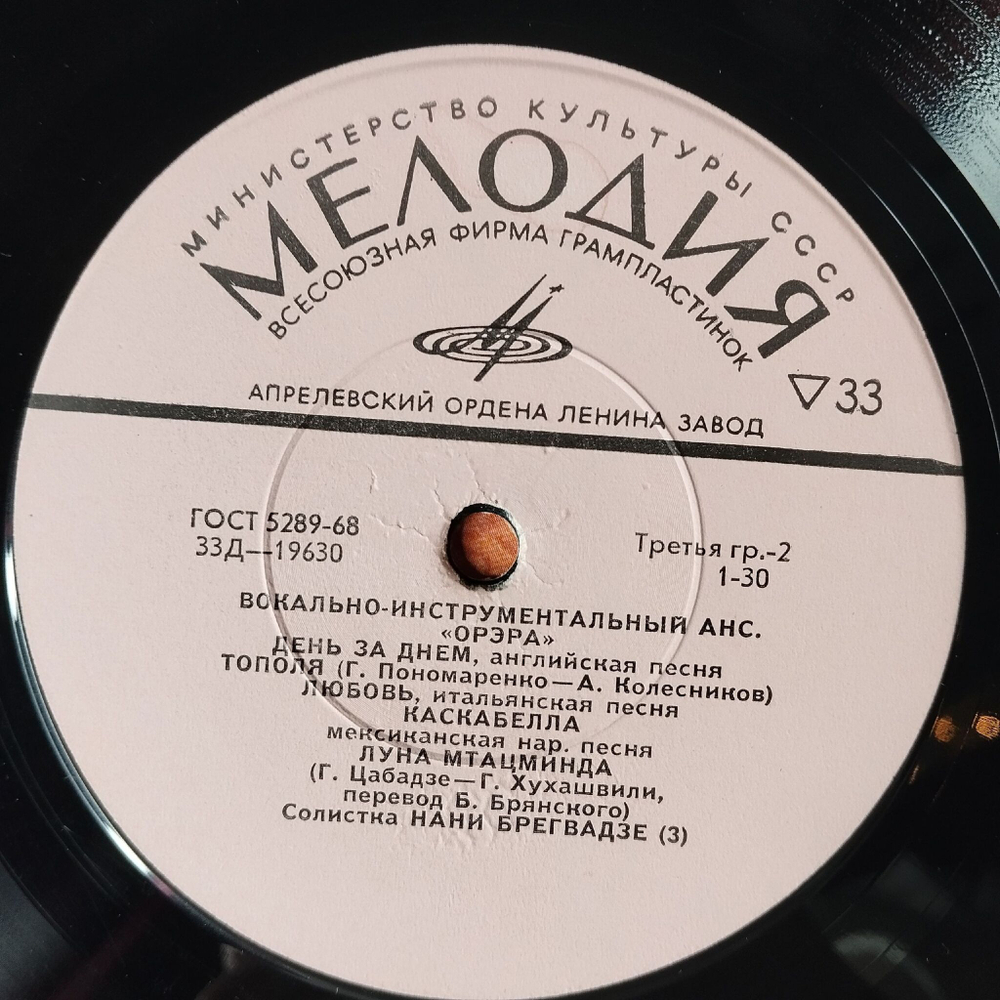 МИНИСТЕРСТВО КУЛЬТУРЫ СССР
МЕЛОДИЯ
ВСЕСОЮЗНАЯ ФИРМА ГРАМПЛАСТИНОК
▽33
АПРЕЛЕВСКИЙ ОРДЕНА ЛЕНИНА ЗАВОД
ГОСТ 5289-68
33Д—19630
Третья гр.-2
1-30
ВОКАЛЬНО-ИНСТРУМЕНТАЛЬНЫЙ АНС.
«ОРЭРА»
ДЕНЬ ЗА ДНЕМ, английская песня
ТОПОЛЯ (Г. Пономаренко—А. Колесников)
ЛЮБОВЬ, итальянская песня
КАСКАБЕЛЛА
мексиканская нар. песня
ЛУНА МТАЦМИНДА
(Г. Цабадзе—Г. Хухашвили,
перевод Б. Брянского)
Солистка НАНИ БРЕГВАДЗЕ (3)